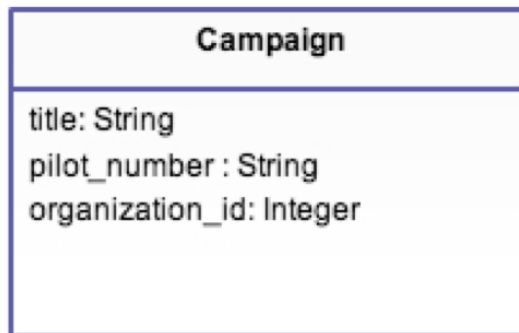 Campaign
title: String
pilot_number : String
organization_id: Integer